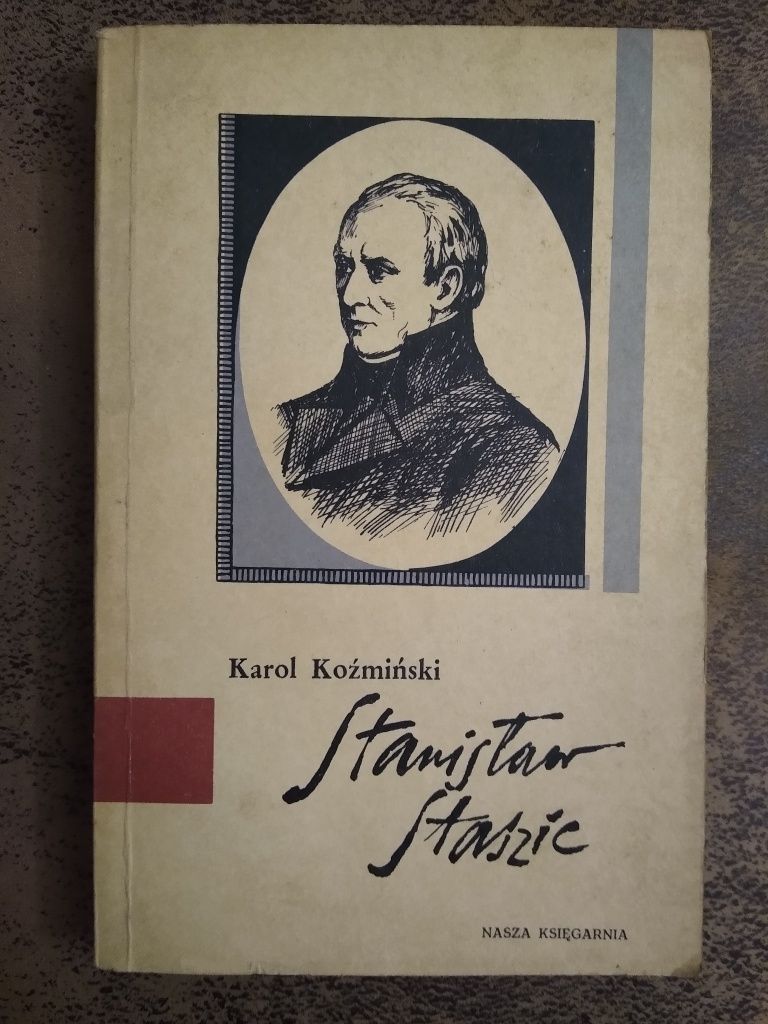 Karol Koźmiński
Stanisław
Staszic
NASZA KSIĘGARNIA